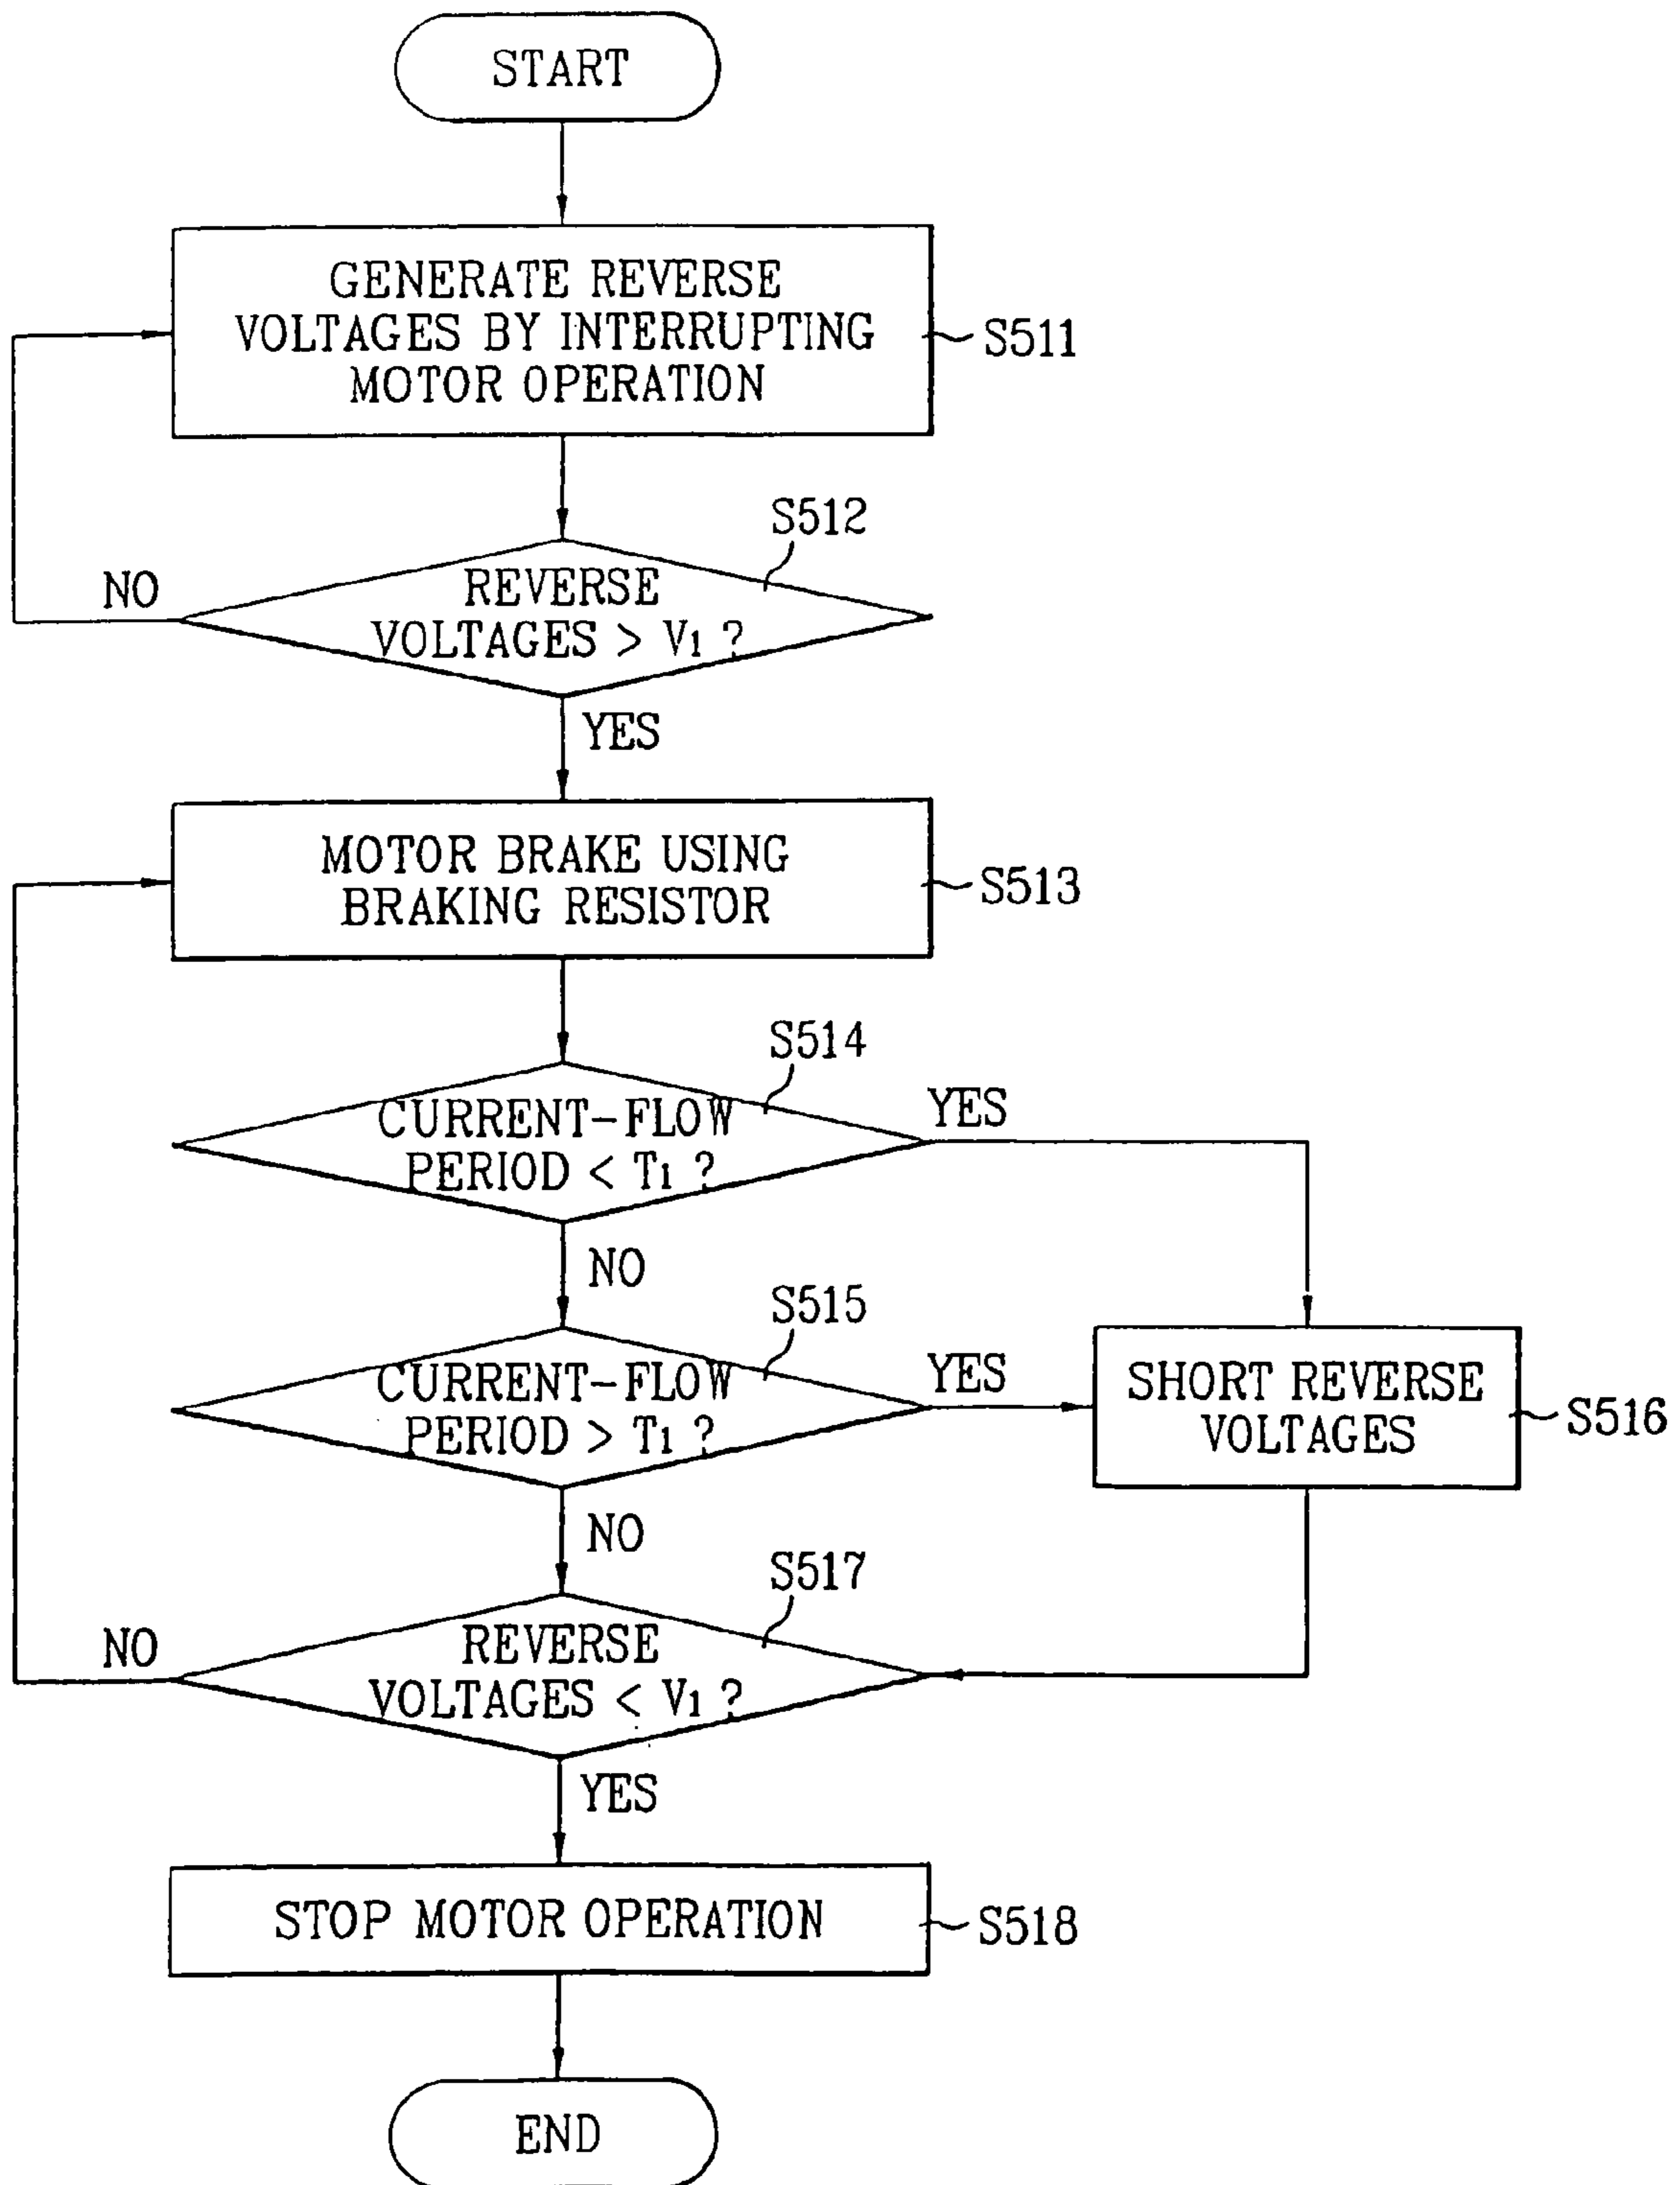 START
GENERATE REVERSE
VOLTAGES BY INTERRUPTING
MOTOR OPERATION
S511
S512
NO
REVERSE
VOLTAGES > V1 ?
YES
MOTOR BRAKE USING
BRAKING RESISTOR
S513
S514
CURRENT-FLOW
PERIOD < T1 ?
YES
NO
S515
CURRENT-FLOW
PERIOD > T1 ?
YES
SHORT REVERSE
VOLTAGES
S516
NO
S517
NO
REVERSE
VOLTAGES < V1 ?
YES
STOP MOTOR OPERATION
S518
END